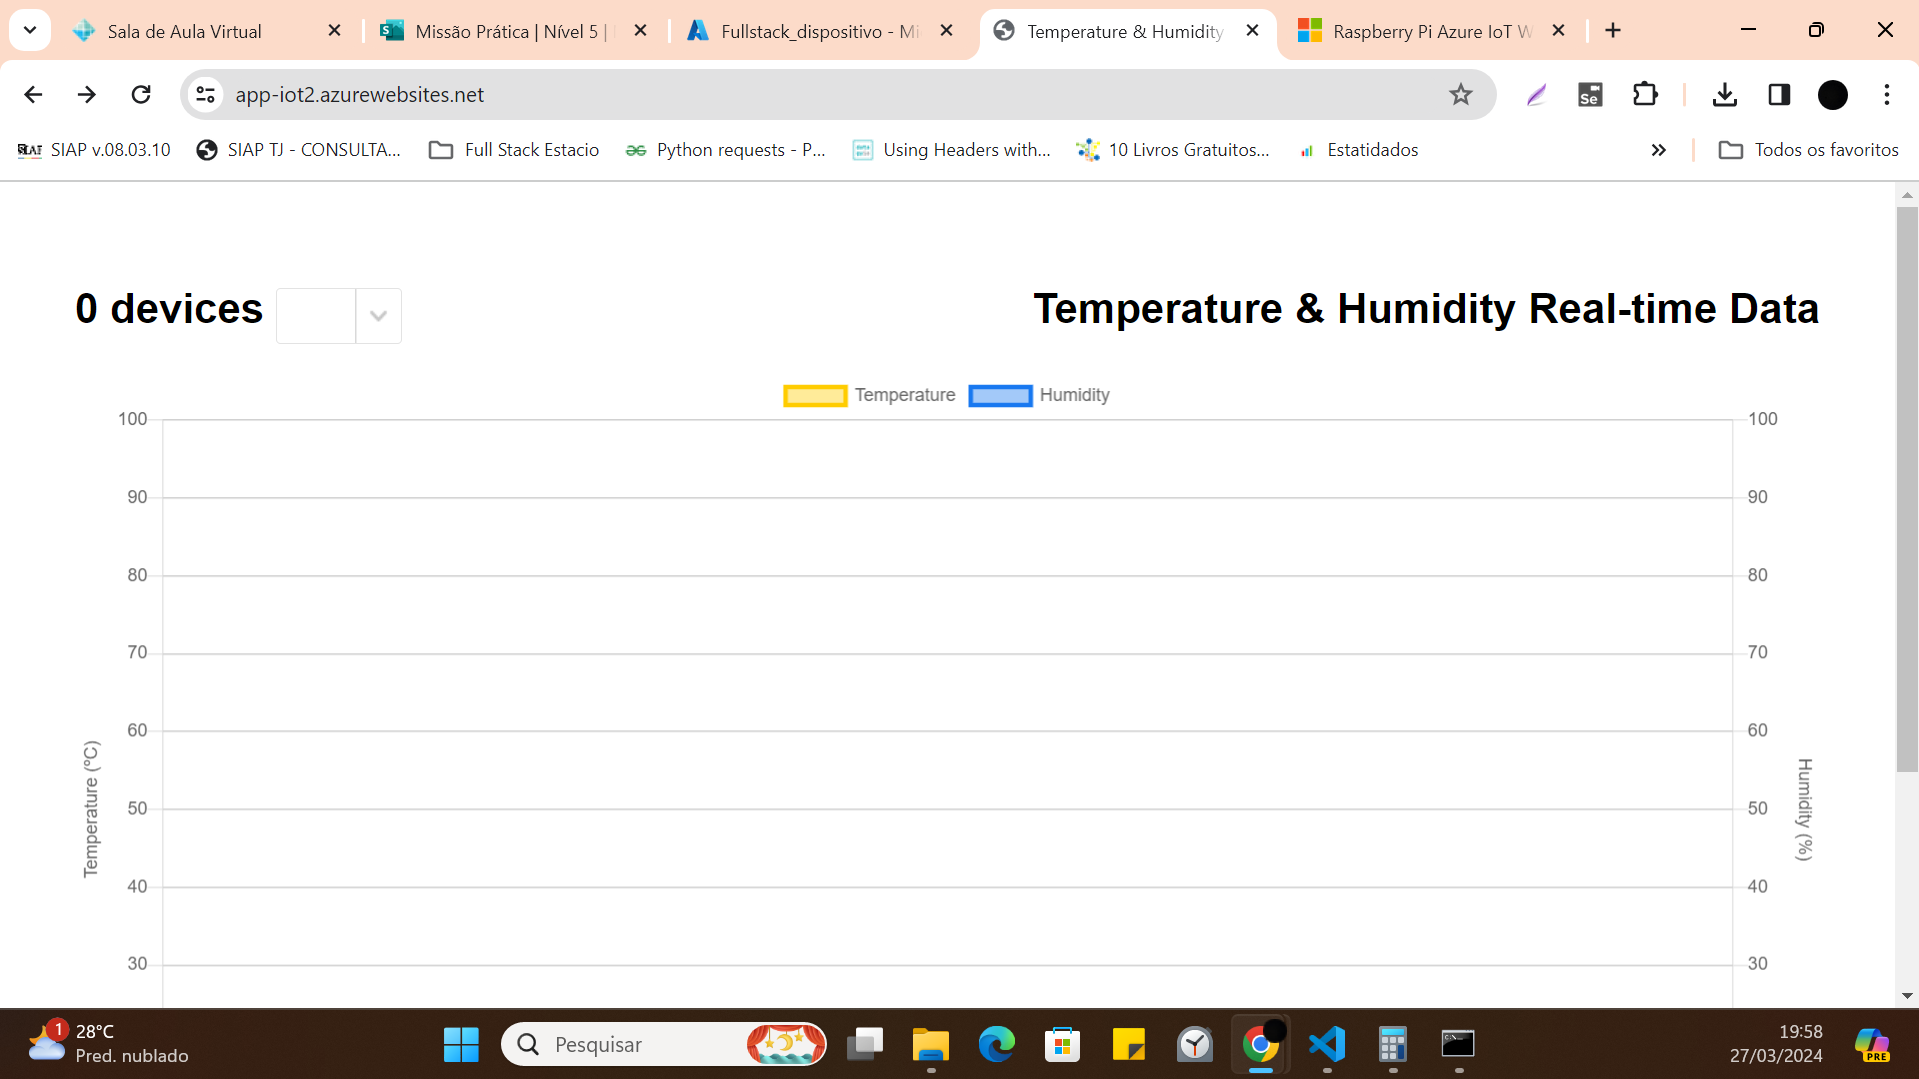 Sala de Aula Virtual
Missão Prática | Nível 5 |
Fullstack_dispositivo - Mi
Temperature & Humidity
Raspberry Pi Azure IoT W
app-iot2.azurewebsites.net
Se
SIAP v.08.03.10
SIAP TJ - CONSULTA...
Full Stack Estacio
Python requests - P...
Using Headers with...
10 Livros Gratuitos...
Estatidados
Todos os favoritos
0 devices
Temperature & Humidity Real-time Data
Temperature
Humidity
100
100
90
90
80
80
70
70
60
60
50
50
40
40
30
30
Temperature (ºC)
Humidity (%)
1
28°C
Pred. nublado
Pesquisar
19:58
27/03/2024
PRE